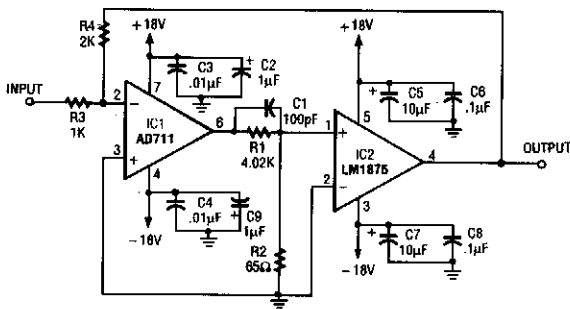 +18V
R4
2K
C3
.01µF
+
C2
1µF
INPUT
R3
1K
2
−
7
IC1
AD711
6
3
+
4
C1
100pF
R1
4.02K
C4
.01µF
C9
+
1µF
−18V
R2
65Ω
+18V
+
C5
10µF
C6
.1µF
1
+
5
IC2
LM1875
4
OUTPUT
2
−
3
+
C7
10µF
C8
.1µF
−18V